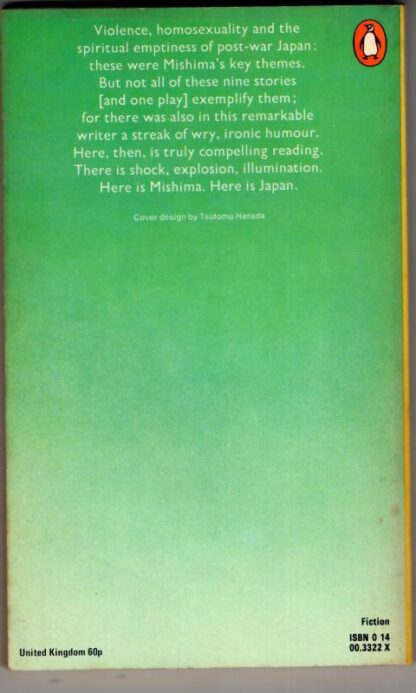 Violence, homosexuality and the
spiritual emptiness of post-war Japan:
these were Mishima's key themes.
But not all of these nine stories
[and one play] exemplify them;
for there was also in this remarkable
writer a streak of wry, ironic humour.
Here, then, is truly compelling reading.
There is shock, explosion, illumination.
Here is Mishima. Here is Japan.
Cover design by Tsutomu Harada
Fiction
ISBN 0 14
00.3322 X
United Kingdom 60p